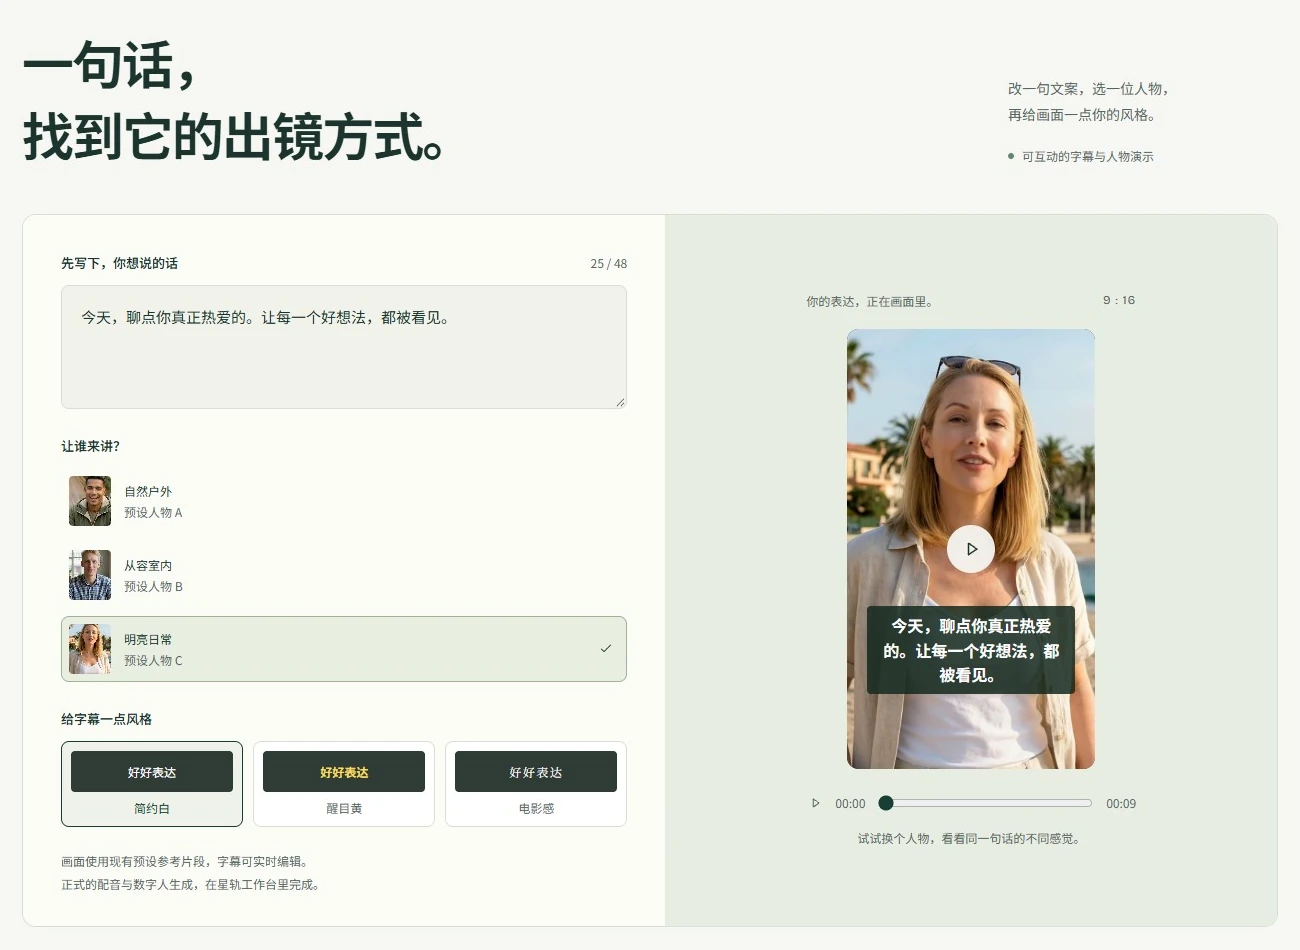 一句话，
找到它的出镜方式。
改一句文案，选一位人物，
再给画面一点你的风格。
可互动的字幕与人物演示
先写下，你想说的话
25 / 48
今天，聊点你真正热爱的。让每一个好想法，都被看见。
让谁来讲？
自然户外
预设人物 A
从容室内
预设人物 B
明亮日常
预设人物 C
给字幕一点风格
好好表达
简约白
好好表达
醒目黄
好好表达
电影感
画面使用现有预设参考片段，字幕可实时编辑。
正式的配音与数字人生成，在星轨工作台里完成。
你的表达，正在画面里。
9 : 16
今天，聊点你真正热爱
的。让每一个好想法，都
被看见。
00:00
00:09
试试换个人物，看看同一句话的不同感觉。